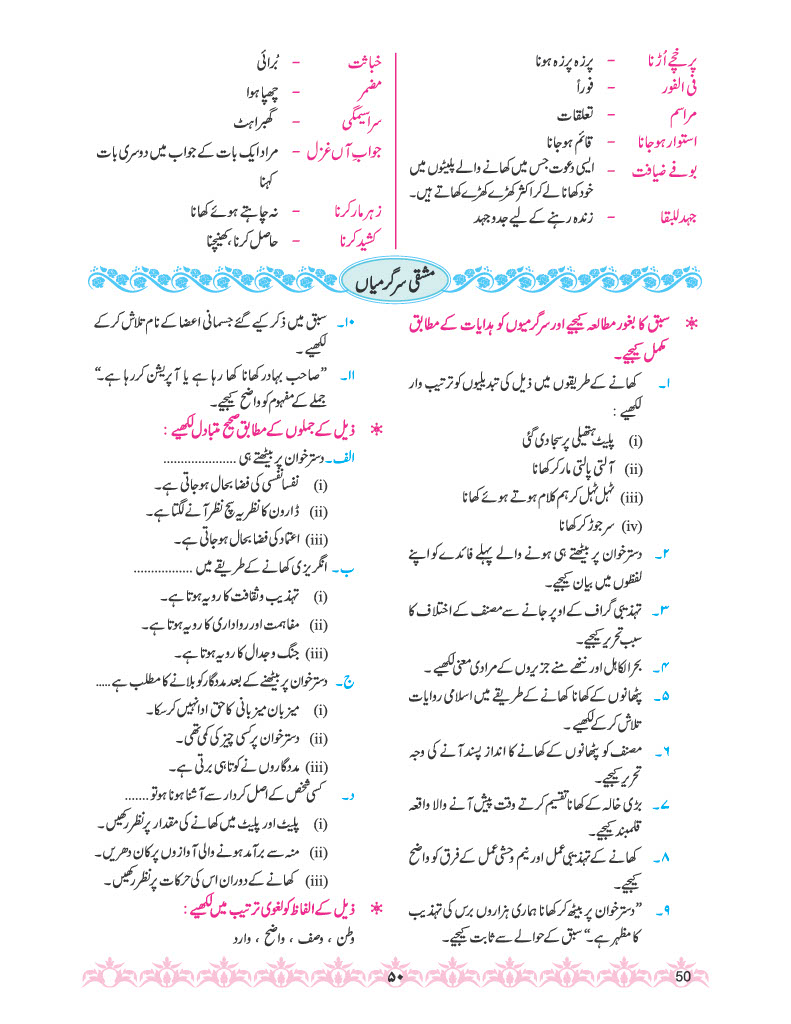 پرخچے اُڑنا – پرزہ پرزہ ہونا
فی الفور – فوراً
مراسم – تعلقات
استوار ہوجانا – قائم ہوجانا
بوفے ضیافت – ایسی دعوت جس میں کھانے والے پلیٹوں میں
خود کھانا لے کر اکثر کھڑے کھڑے کھاتے ہیں۔
جہد للبقا – زندہ رہنے کے لیے جدوجہد
خباثت – بُرائی
مضمر – چھپا ہوا
سراسیمگی – گھبراہٹ
جواب آں غزل – مراد ایک بات کے جواب میں دوسری بات
کہنا
زہر مار کرنا – نہ چاہتے ہوئے کھانا
کشید کرنا – حاصل کرنا، کھینچنا
مشقی سرگرمیاں
* سبق کا بغور مطالعہ کیجیے اور سرگرمیوں کو ہدایات کے مطابق
مکمل کیجیے۔
۱۔ کھانے کے طریقوں میں ذیل کی تبدیلیوں کو ترتیب وار
لکھیے :
(i) پلیٹ ہتھیلی پر سجا دی گئی
(ii) آلتی پالتی مار کر کھانا
(iii) ٹہل ٹہل کر ہم کلام ہوتے ہوئے کھانا
(iv) سر جوڑ کر کھانا
۲۔ دسترخوان پر بیٹھتے ہی ہونے والے پہلے فائدے کو اپنے
لفظوں میں بیان کیجیے۔
۳۔ تہذیبی گراف کے اوپر جانے سے مصنف کے اختلاف کا
سبب تحریر کیجیے۔
۴۔ بحرالکاہل اور ننھے منے جزیروں کے مرادی معنی لکھیے۔
۵۔ پٹھانوں کے کھانا کھانے کے طریقے میں اسلامی روایات
تلاش کر کے لکھیے۔
۶۔ مصنف کو پٹھانوں کے کھانے کا انداز پسند آنے کی وجہ
تحریر کیجیے۔
۷۔ بڑی خالہ کے کھانا تقسیم کرتے وقت پیش آنے والا واقعہ
قلمبند کیجیے۔
۸۔ کھانے کے تہذیبی عمل اور نیم وحشی عمل کے فرق کو واضح
کیجیے۔
۹۔ ”دسترخوان پر بیٹھ کر کھانا ہماری ہزاروں برس کی تہذیب
کا مظہر ہے۔“ سبق کے حوالے سے ثابت کیجیے۔
۱۰۔ سبق میں ذکر کیے گئے جسمانی اعضا کے نام تلاش کر کے
لکھیے۔
۱۱۔ ”صاحب بہادر کھانا کھا رہا ہے یا آپریشن کر رہا ہے۔“
جملے کے مفہوم کو واضح کیجیے۔
* ذیل کے جملوں کے مطابق صحیح متبادل لکھیے :
الف۔ دسترخوان پر بیٹھتے ہی ......................
(i) نفسانفسی کی فضا بحال ہوجاتی ہے۔
(ii) ڈارون کا نظریہ سچ نظر آنے لگتا ہے۔
(iii) اعتماد کی فضا بحال ہوجاتی ہے۔
ب۔ انگریزی کھانے کے طریقے میں .................
(i) تہذیب و ثقافت کا رویہ ہوتا ہے۔
(ii) مفاہمت اور رواداری کا رویہ ہوتا ہے۔
(iii) جنگ و جدال کا رویہ ہوتا ہے۔
ج۔ دسترخوان پر بیٹھنے کے بعد مددگار کو بلانے کا مطلب ہے .....
(i) میزبان میزبانی کا حق ادا نہیں کرسکا۔
(ii) دسترخوان پر کسی چیز کی کمی تھی۔
(iii) مددگاروں نے کوتاہی برتی ہے۔
د۔ کسی شخص کے اصل کردار سے آشنا ہونا ہو تو .......
(i) پلیٹ اور پلیٹ میں کھانے کی مقدار پر نظر رکھیں۔
(ii) منہ سے برآمد ہونے والی آوازوں پر کان دھریں۔
(iii) کھانے کے دوران اس کی حرکات پر نظر رکھیں۔
* ذیل کے الفاظ کو لغوی ترتیب میں لکھیے :
وطن ، وصف ، واضح ، وارد
۵۰
50